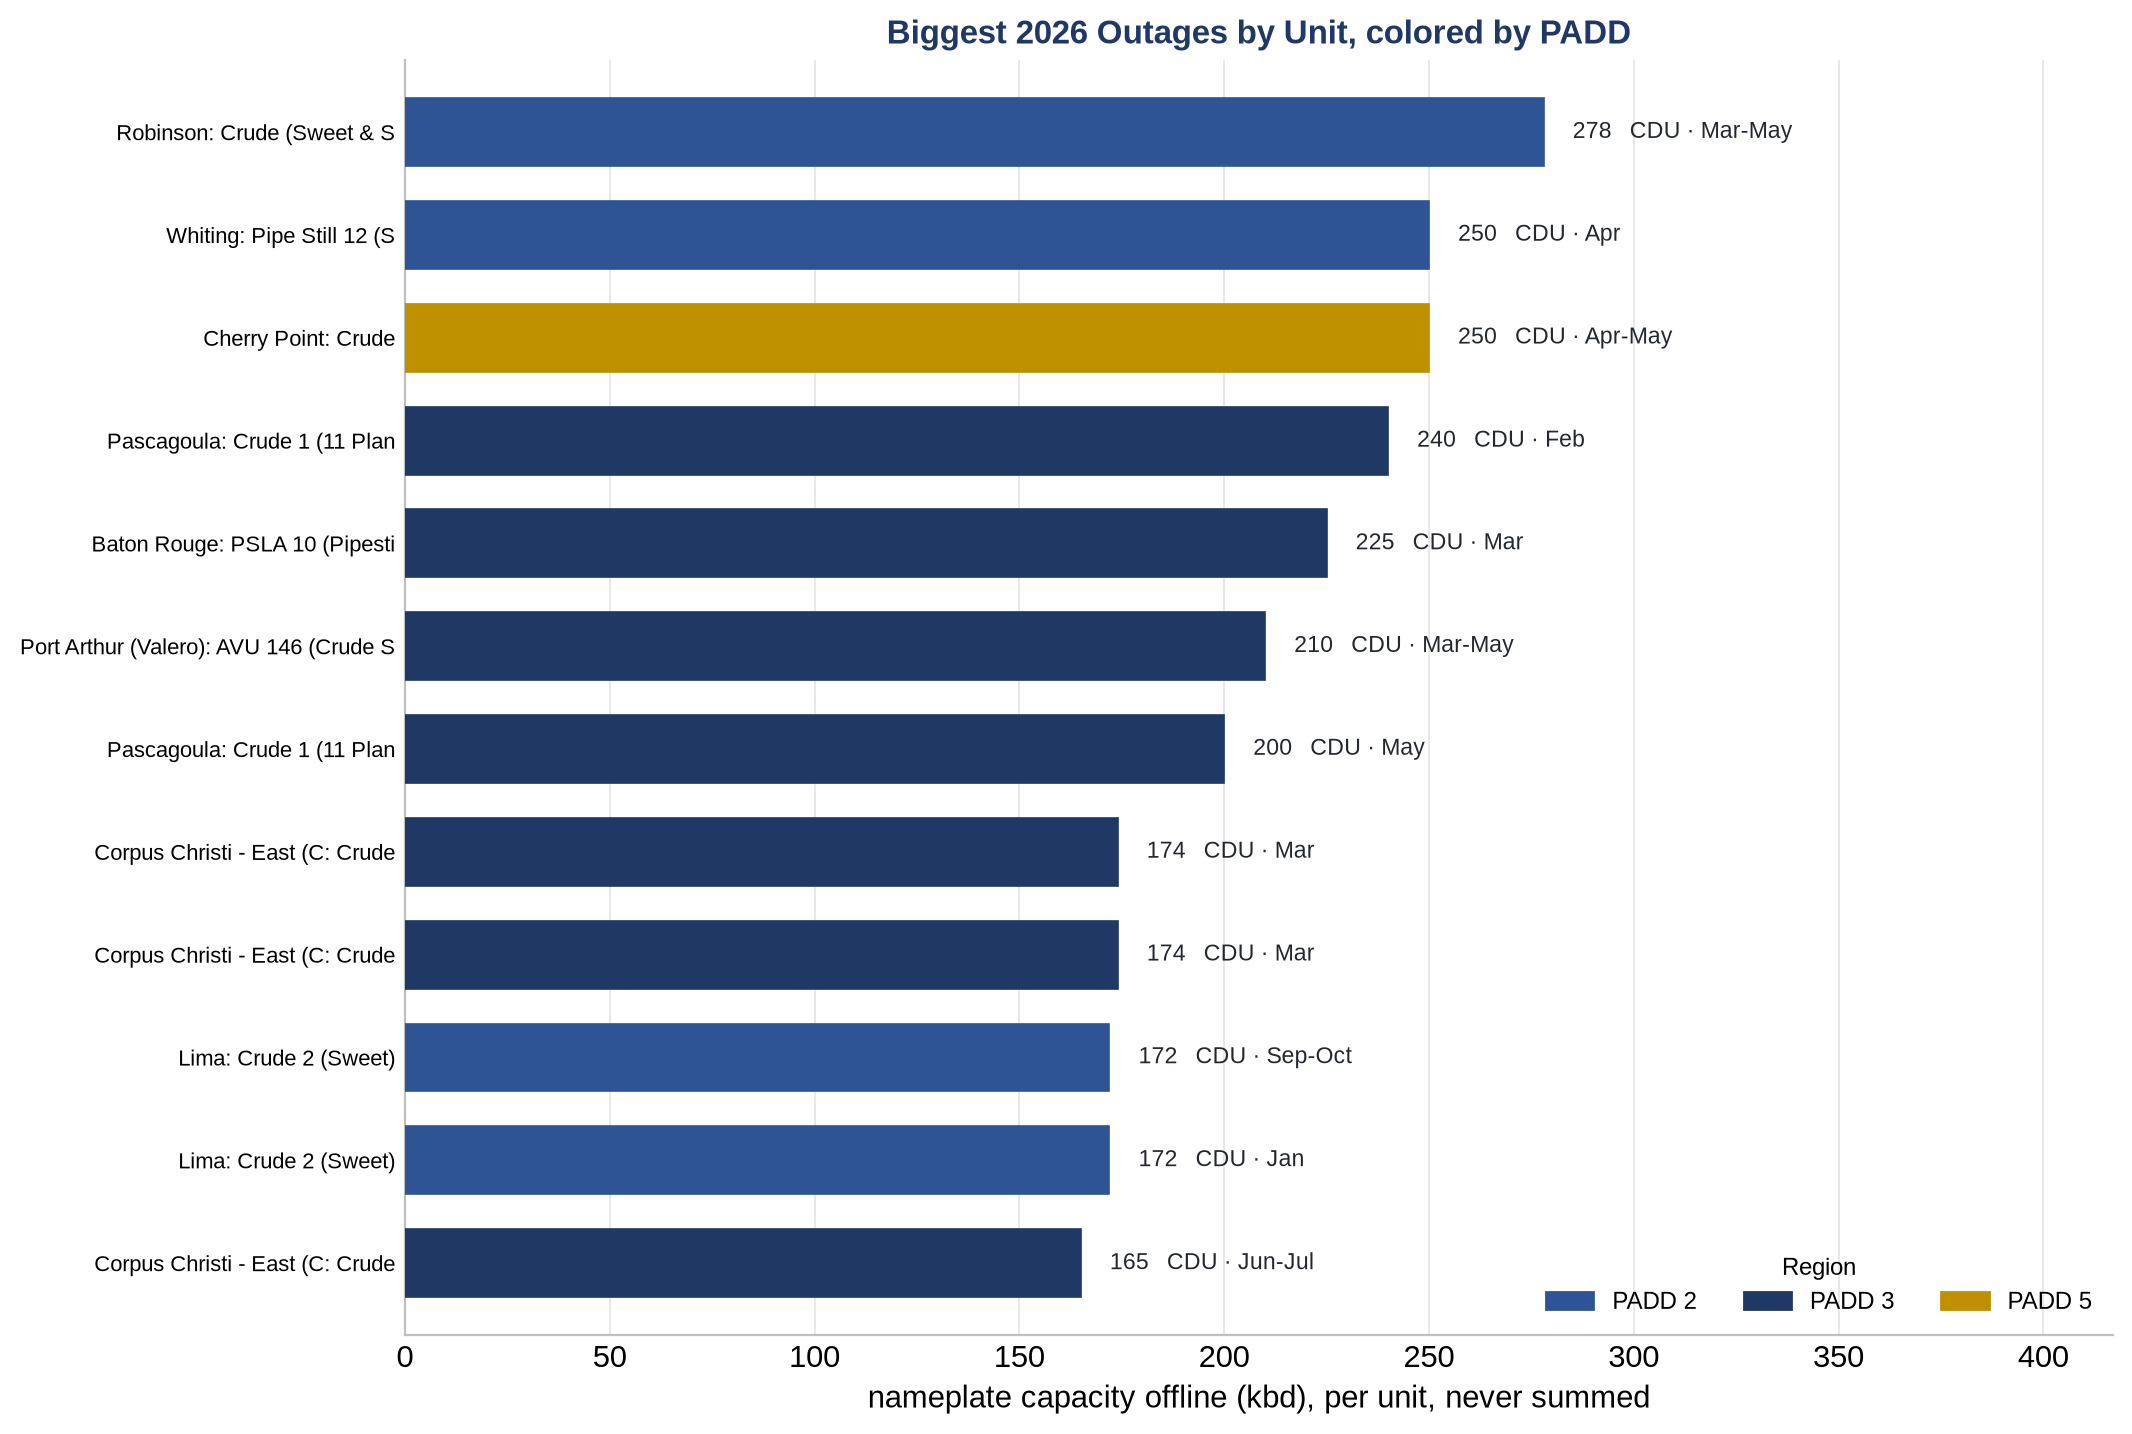 Biggest 2026 Outages by Unit, colored by PADD
Robinson: Crude (Sweet & S
278 CDU · Mar-May
Whiting: Pipe Still 12 (S
250 CDU · Apr
Cherry Point: Crude
250 CDU · Apr-May
Pascagoula: Crude 1 (11 Plan
240 CDU · Feb
Baton Rouge: PSLA 10 (Pipesti
225 CDU · Mar
Port Arthur (Valero): AVU 146 (Crude S
210 CDU · Mar-May
Pascagoula: Crude 1 (11 Plan
200 CDU · May
Corpus Christi - East (C: Crude
174 CDU · Mar
Corpus Christi - East (C: Crude
174 CDU · Mar
Lima: Crude 2 (Sweet)
172 CDU · Sep-Oct
Lima: Crude 2 (Sweet)
172 CDU · Jan
Corpus Christi - East (C: Crude
165 CDU · Jun-Jul
Region
PADD 2 PADD 3 PADD 5
0 50 100 150 200 250 300 350 400
nameplate capacity offline (kbd), per unit, never summed